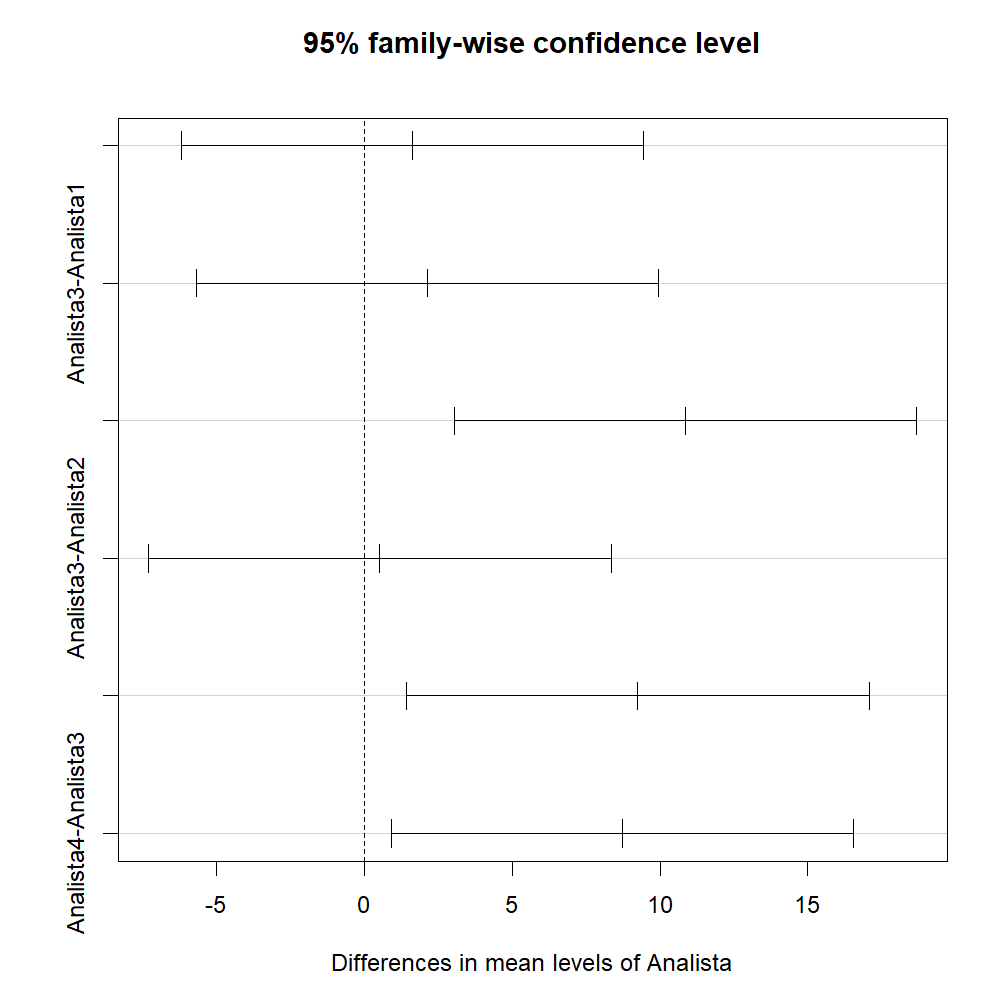 95% family-wise confidence level
Analista3-Analista1
Analista3-Analista2
Analista4-Analista3
-5 0 5 10 15
Differences in mean levels of Analista